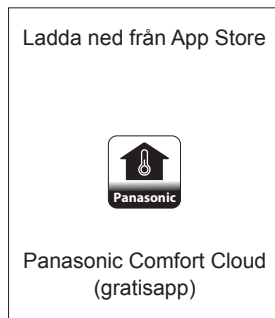 Ladda ned från App Store
Panasonic
Panasonic Comfort Cloud
(gratisapp)